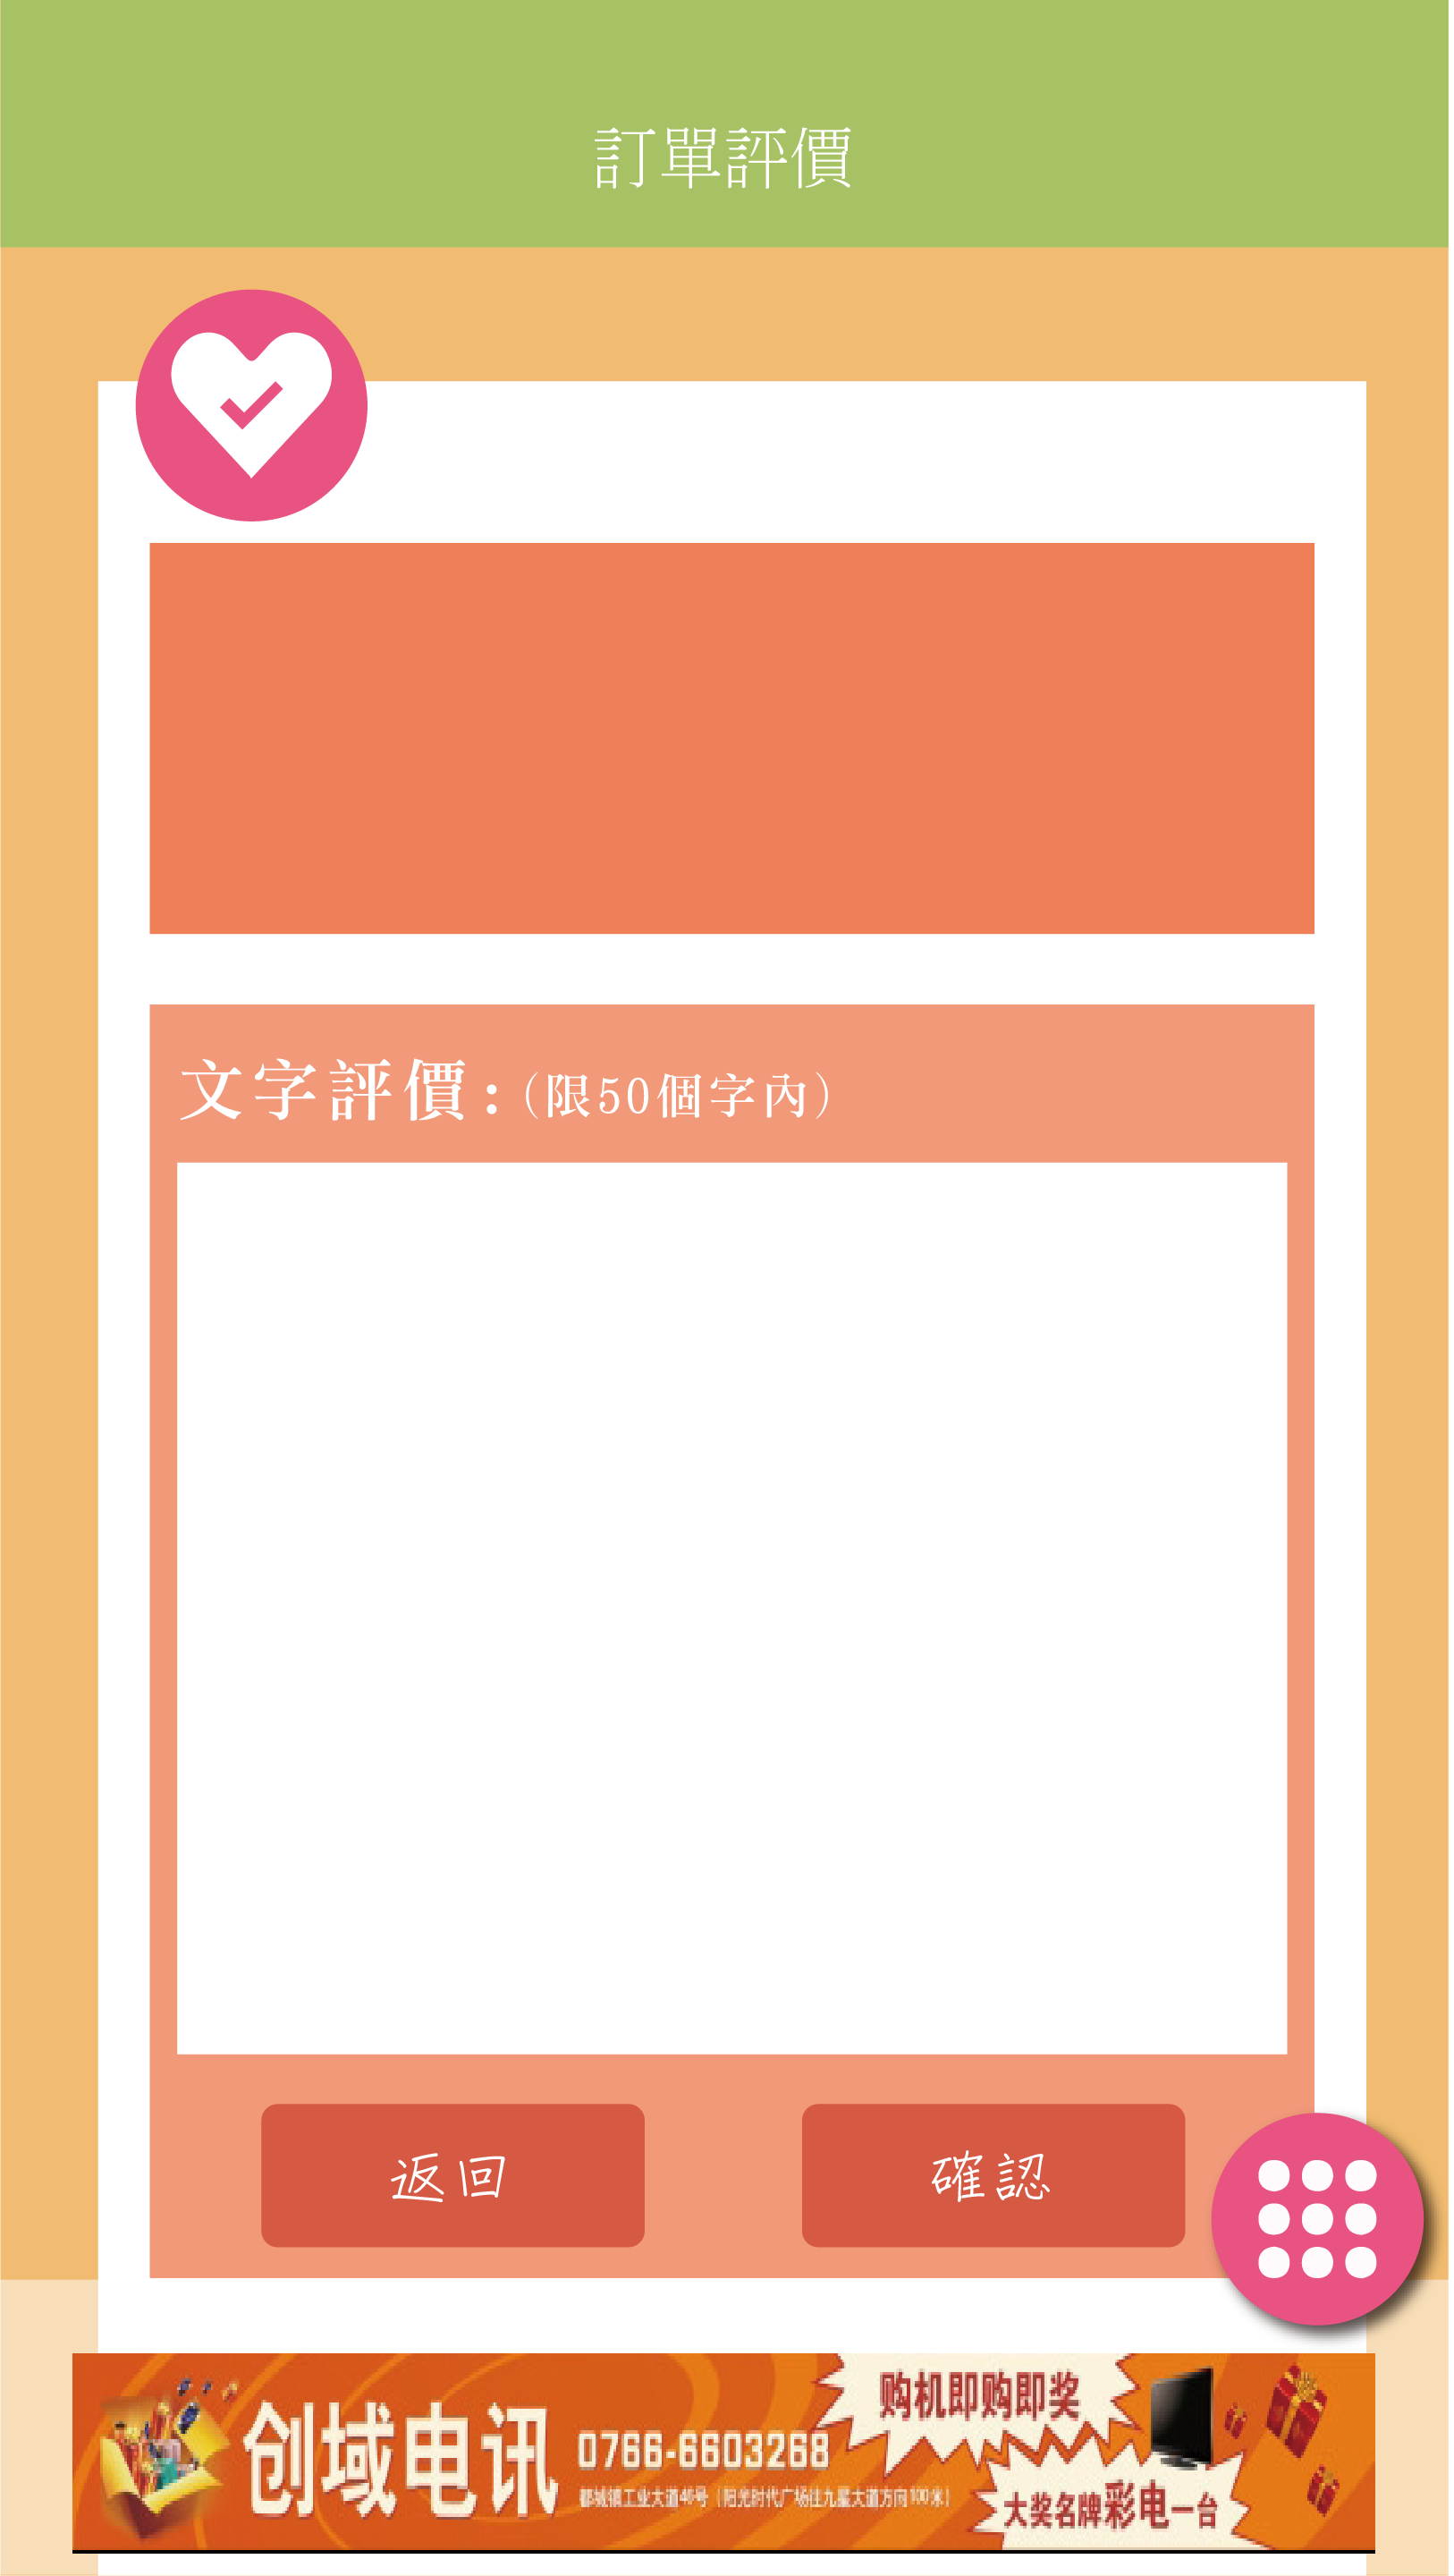 訂單評價
文字評價:(限50個字內)
返回
確認
购机即购即奖
创域电讯
0766-6603268
都城镇工业大道46号(阳光时代广场往九星大道方向100米)
大奖名牌彩电一台